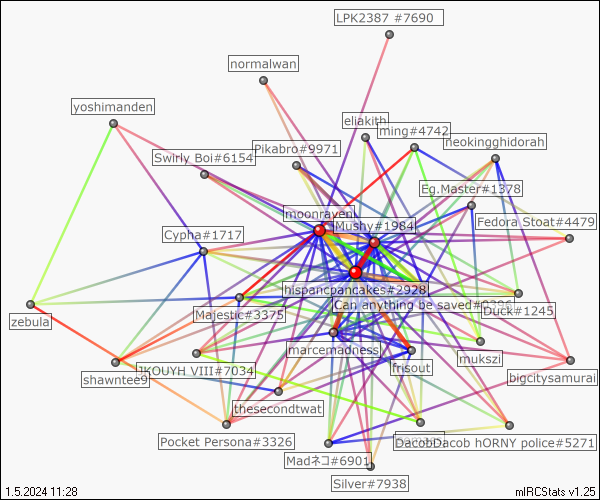 LPK2387 #7690
normalwan
yoshimanden
eliakith
ming#4742
neokingghidorah
Pikabro#9971
Swirly Boi#6154
Eg.Master#1378
moonraven
Mushy#1984
Fedora Stoat#4479
Cypha#1717
hispancpancakes#2928
Can anything be saved
Duck#1245
Majestic#3375
zebula
marcemadness
mukszi
frisout
JKOUYH VIII#7034
shawntee9
bigcitysamurai
thesecondtwat
Pocket Persona#3326
DacobDacob hORNY police#5271
Madネコ#6901
Silver#7938
1.5.2024 11:28
mIRCStats v1.25